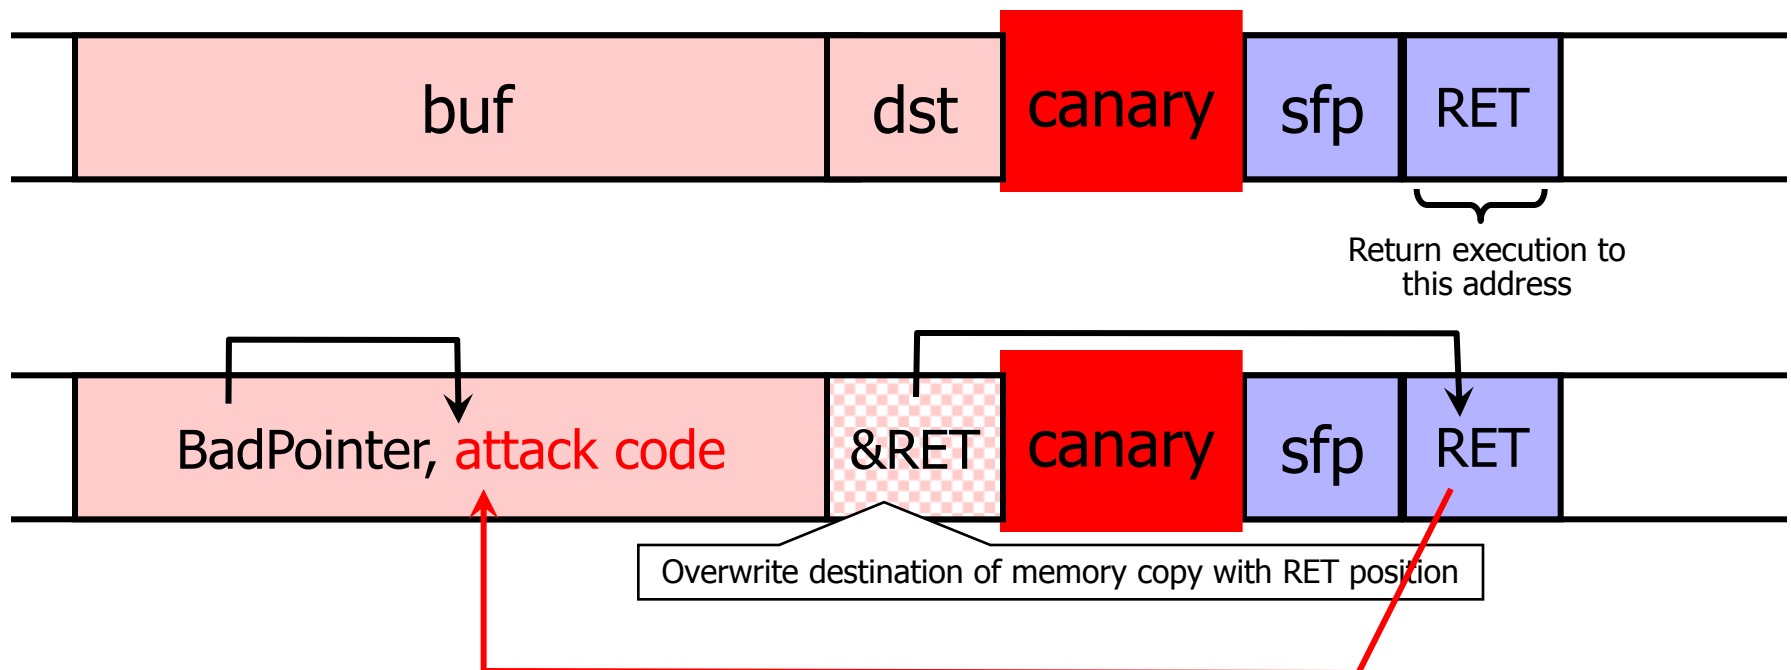 buf dst canary sfp RET
Return execution to
this address
BadPointer, attack code &RET canary sfp RET
Overwrite destination of memory copy with RET position